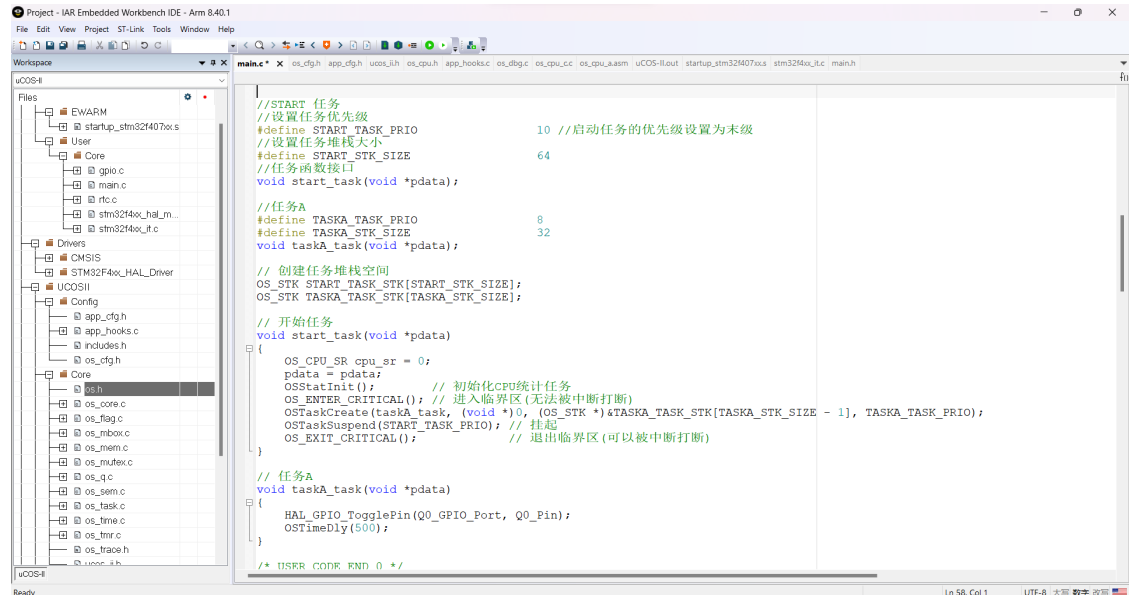 Project - IAR Embedded Workbench IDE - Arm 8.40.1
File Edit View Project ST-Link Tools Window Help
Workspace
main.c * os_cfg.h app_cfg.h ucos_ii.h os_cpu.h app_hooks.c os_dbg.c os_cpu_c.c os_cpu_a.asm uCOS-II.out startup_stm32f407xx.s stm32f4xx_it.c main.h
uCOS-II
Files
EWARM
startup_stm32f407xx.s
User
Core
gpio.c
main.c
rtc.c
stm32f4xx_hal_m...
stm32f4xx_it.c
Drivers
CMSIS
STM32F4xx_HAL_Driver
UCOSII
Config
app_cfg.h
app_hooks.c
includes.h
os_cfg.h
Core
os.h
os_core.c
os_flag.c
os_mbox.c
os_mem.c
os_mutex.c
os_q.c
os_sem.c
os_task.c
os_time.c
os_tmr.c
os_trace.h
ucos_ii.h
uCOS-II
//START 任务
//设置任务优先级
#define START_TASK_PRIO 10 //启动任务的优先级设置为末级
//设置任务堆栈大小
#define START_STK_SIZE 64
//任务函数接口
void start_task(void *pdata);
//任务A
#define TASKA_TASK_PRIO 8
#define TASKA_STK_SIZE 32
void taskA_task(void *pdata);
// 创建任务堆栈空间
OS_STK START_TASK_STK[START_STK_SIZE];
OS_STK TASKA_TASK_STK[TASKA_STK_SIZE];
// 开始任务
void start_task(void *pdata)
{
OS_CPU_SR cpu_sr = 0;
pdata = pdata;
OSStatInit(); // 初始化CPU统计任务
OS_ENTER_CRITICAL(); // 进入临界区(无法被中断打断)
OSTaskCreate(taskA_task, (void *)0, (OS_STK *)&TASKA_TASK_STK[TASKA_STK_SIZE - 1], TASKA_TASK_PRIO);
OSTaskSuspend(START_TASK_PRIO); // 挂起
OS_EXIT_CRITICAL(); // 退出临界区(可以被中断打断)
}
// 任务A
void taskA_task(void *pdata)
{
HAL_GPIO_TogglePin(Q0_GPIO_Port, Q0_Pin);
OSTimeDly(500);
}
/* USER CODE END 0 */
Ready
Ln 58, Col 1 UTF-8 大写 数字 改写